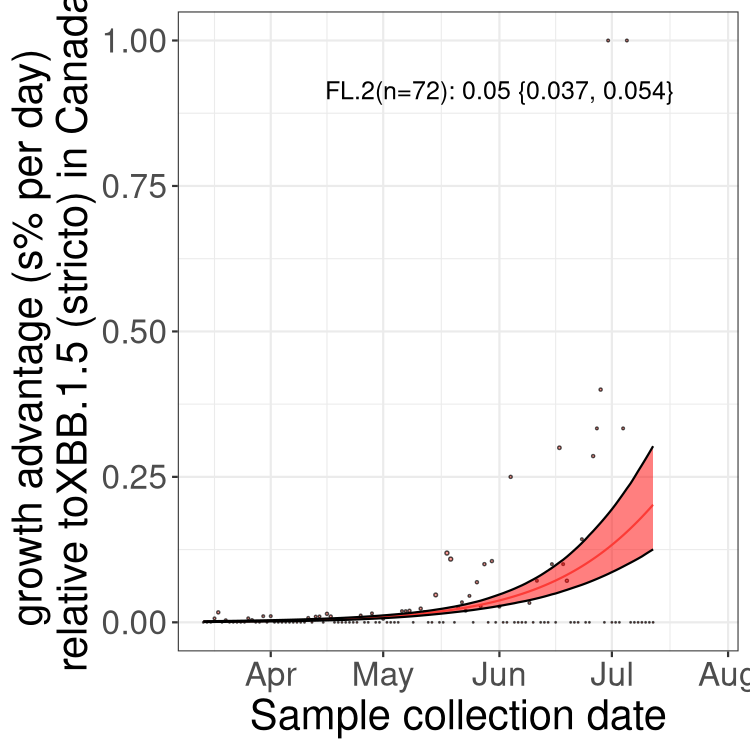 growth advantage (s% per day)
relative toXBB.1.5 (stricto) in Canada
1.00
0.75
0.50
0.25
0.00
FL.2(n=72): 0.05 {0.037, 0.054}
Apr May Jun Jul Aug
Sample collection date